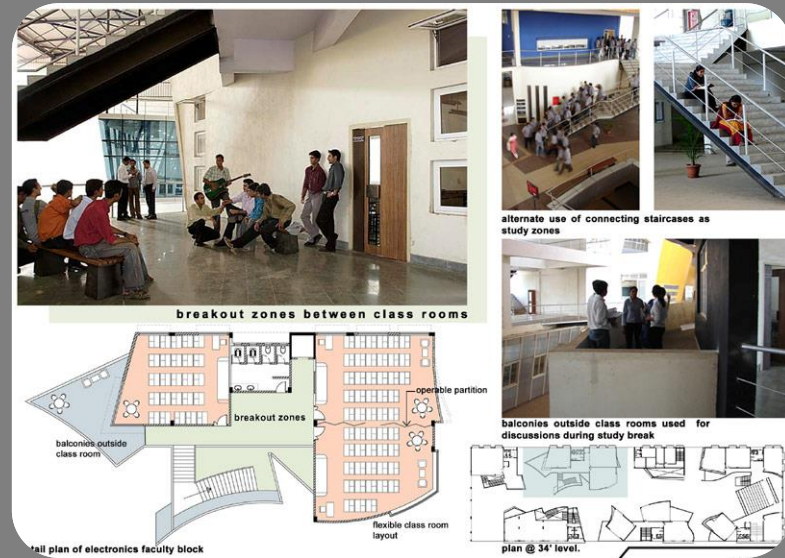 alternate use of connecting staircases as
study zones
breakout zones between class rooms
balconies outside class rooms used for
discussions during study break
operable partition
breakout zones
balconies outside
class room
flexible class room
layout
tail plan of electronics faculty block
plan @ 34' level.